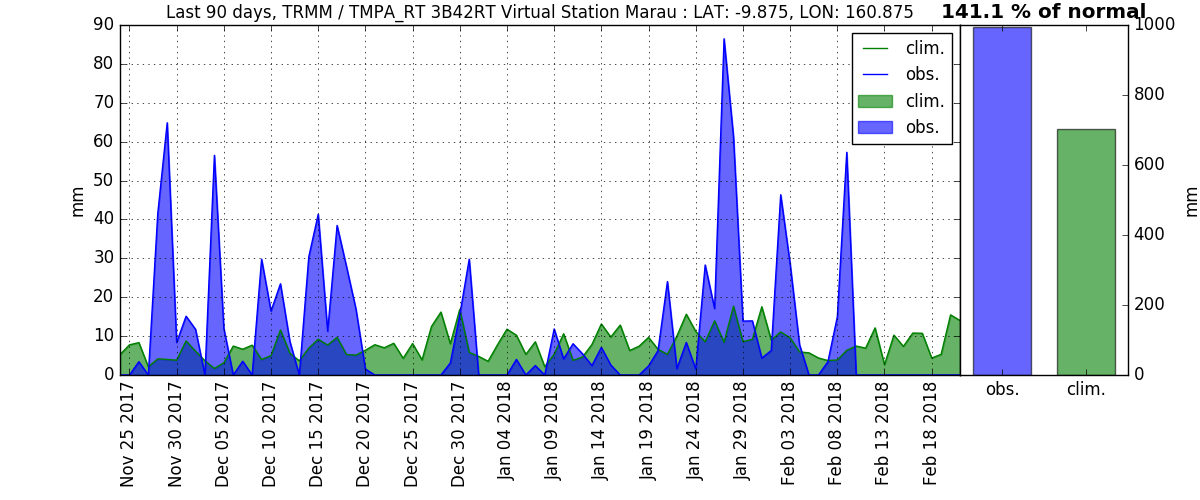 Last 90 days, TRMM / TMPA_RT 3B42RT Virtual Station Marau : LAT: -9.875, LON: 160.875
141.1 % of normal
90
80
70
60
50
40
30
20
10
0
mm
clim.
obs.
clim.
obs.
Nov 25 2017
Nov 30 2017
Dec 05 2017
Dec 10 2017
Dec 15 2017
Dec 20 2017
Dec 25 2017
Dec 30 2017
Jan 04 2018
Jan 09 2018
Jan 14 2018
Jan 19 2018
Jan 24 2018
Jan 29 2018
Feb 03 2018
Feb 08 2018
Feb 13 2018
Feb 18 2018
1000
800
600
400
200
0
mm
obs.
clim.